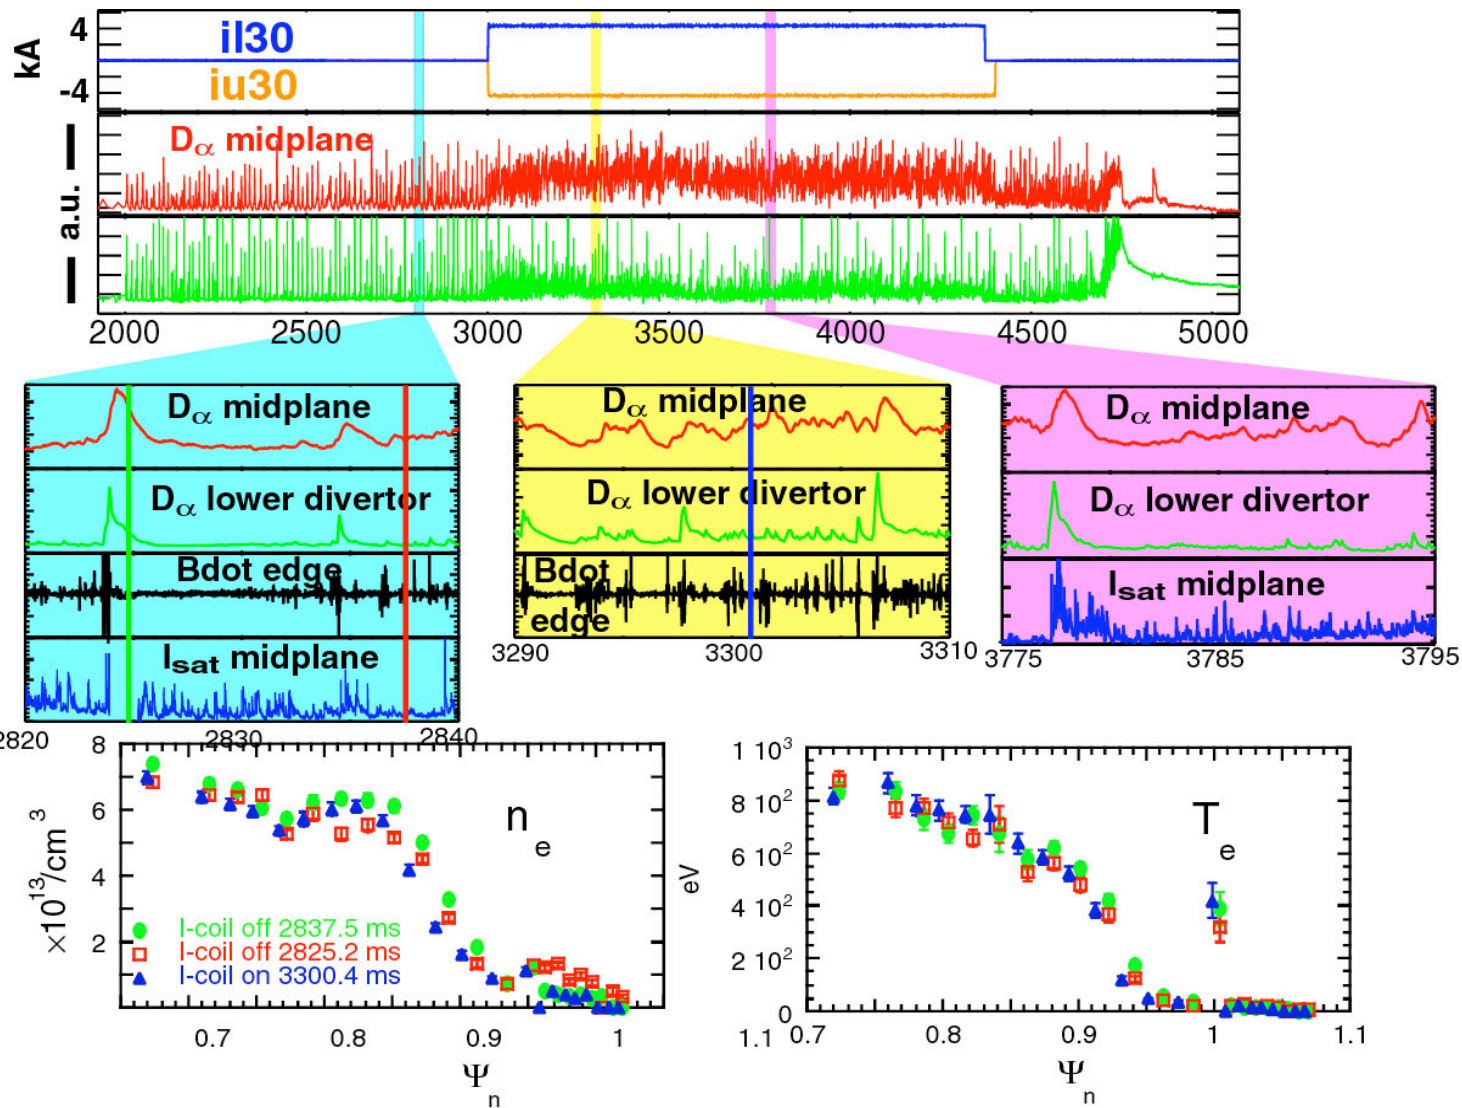 kA
4
-4
il30
iu30
a.u.
Dα midplane
2000 2500 3000 3500 4000 4500 5000
Dα midplane
Dα lower divertor
Bdot edge
Isat midplane
2820 2830 2840
Dα midplane
Dα lower divertor
Bdot
edge
3290 3300 3310
Dα midplane
Dα lower divertor
Isat midplane
3775 3785 3795
×10^13/cm^3
8
6
4
2
ne
I-coil off 2837.5 ms
I-coil off 2825.2 ms
I-coil on 3300.4 ms
0.7 0.8 0.9 1 1.1
Ψn
eV
1 10^3
8 10^2
6 10^2
4 10^2
2 10^2
0
Te
0.7 0.8 0.9 1 1.1
Ψn